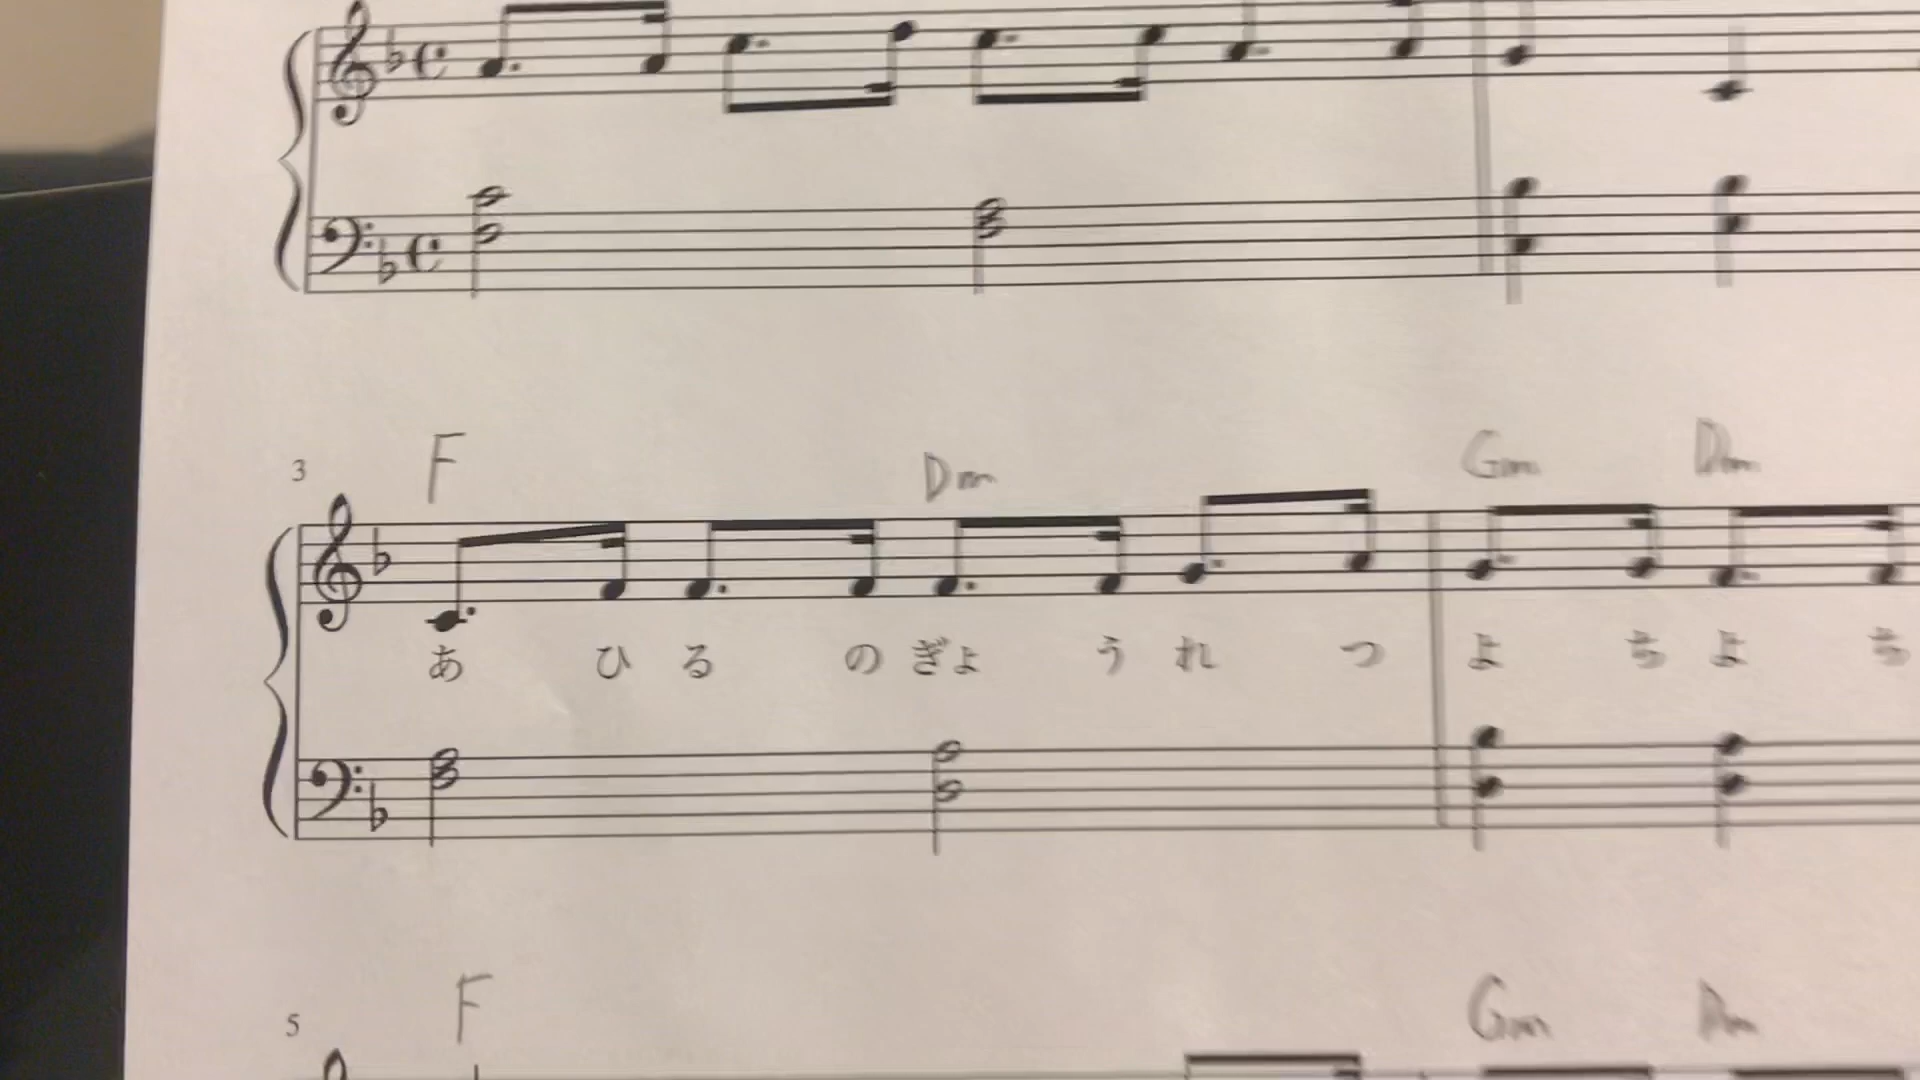 3 F Dm Gm Dm
あ ひ る の ぎょ う れ つ よ ち よ ち
5 F Gm Dm